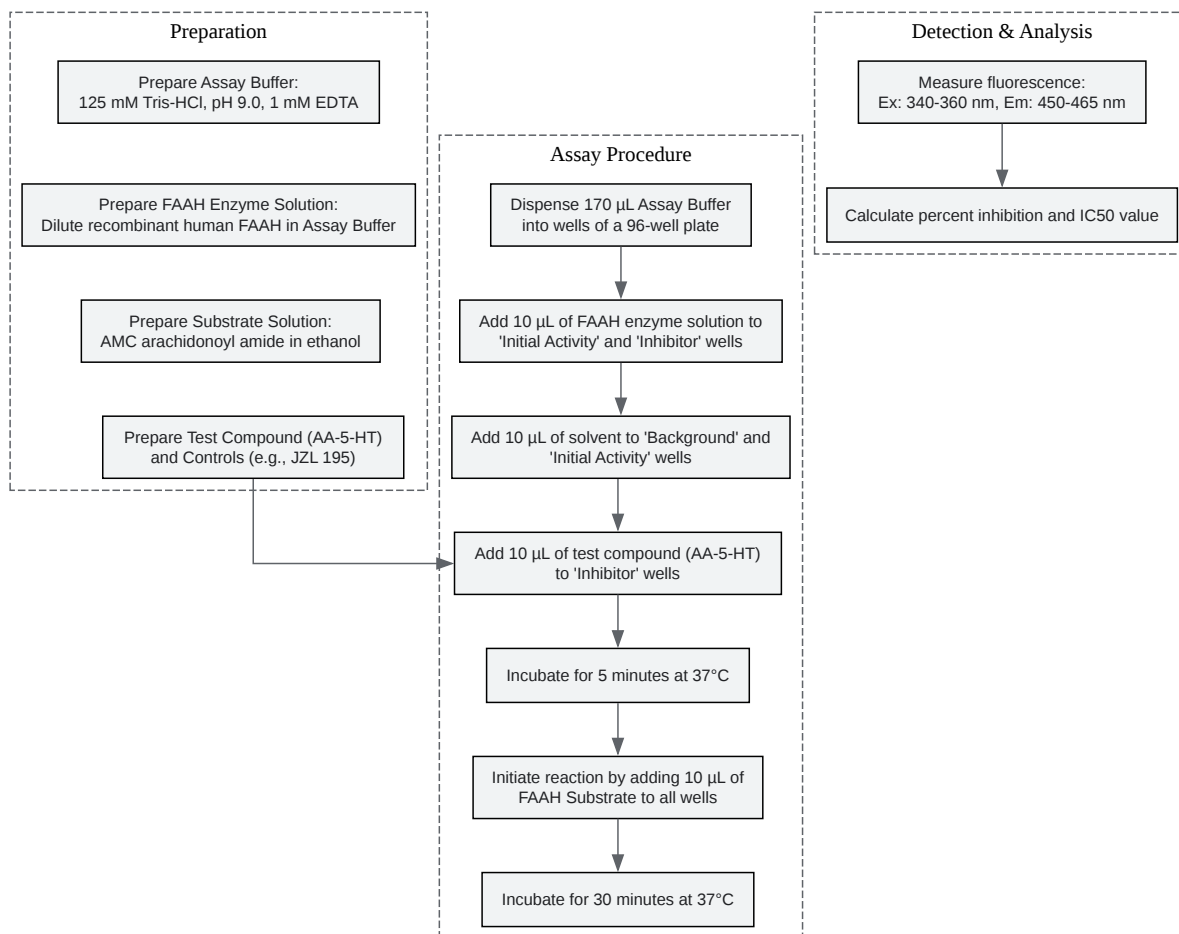 Preparation
Prepare Assay Buffer:
125 mM Tris-HCl, pH 9.0, 1 mM EDTA
Prepare FAAH Enzyme Solution:
Dilute recombinant human FAAH in Assay Buffer
Prepare Substrate Solution:
AMC arachidonoyl amide in ethanol
Prepare Test Compound (AA-5-HT)
and Controls (e.g., JZL 195)
Assay Procedure
Dispense 170 µL Assay Buffer
into wells of a 96-well plate
Add 10 µL of FAAH enzyme solution to
'Initial Activity' and 'Inhibitor' wells
Add 10 µL of solvent to 'Background' and
'Initial Activity' wells
Add 10 µL of test compound (AA-5-HT)
to 'Inhibitor' wells
Incubate for 5 minutes at 37°C
Initiate reaction by adding 10 µL of
FAAH Substrate to all wells
Incubate for 30 minutes at 37°C
Detection & Analysis
Measure fluorescence:
Ex: 340-360 nm, Em: 450-465 nm
Calculate percent inhibition and IC50 value